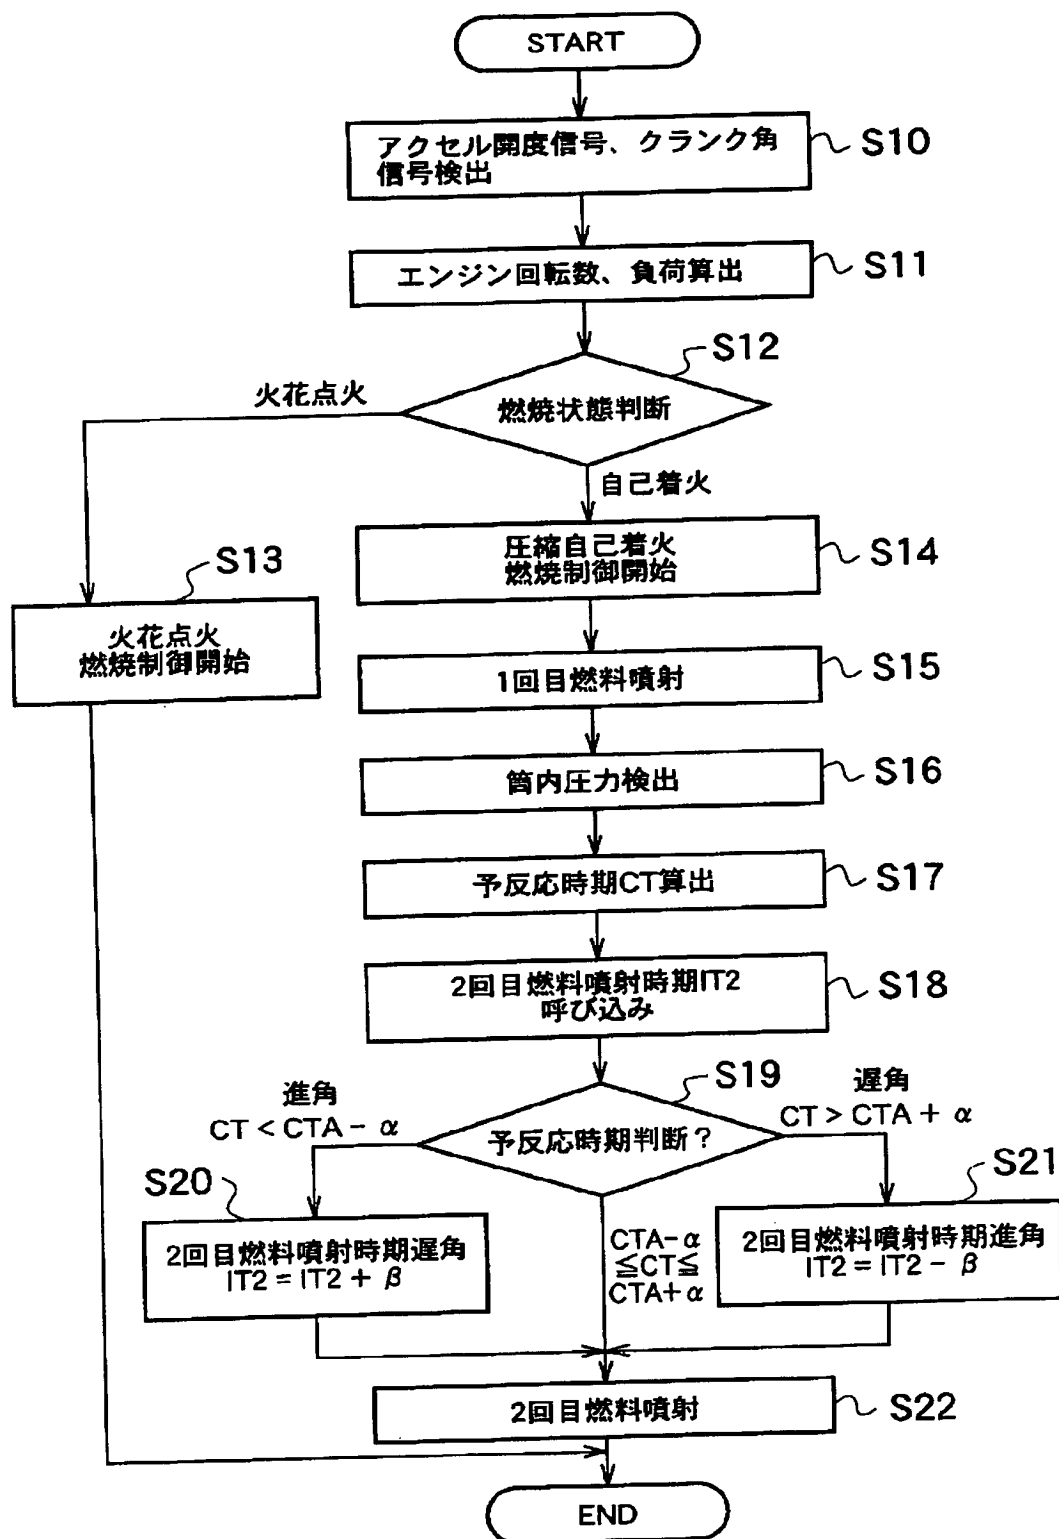 START
アクセル開度信号、クランク角
信号検出
S10
エンジン回転数、負荷算出
S11
S12
火花点火
燃焼状態判断
自己着火
圧縮自己着火
燃焼制御開始
S14
S13
火花点火
燃焼制御開始
1回目燃料噴射
S15
筒内圧力検出
S16
予反応時期CT算出
S17
2回目燃料噴射時期IT2
呼び込み
S18
S19
進角
CT < CTA - α
予反応時期判断?
遅角
CT > CTA + α
S20
2回目燃料噴射時期遅角
IT2 = IT2 + β
CTA-α
≦CT≦
CTA+α
S21
2回目燃料噴射時期進角
IT2 = IT2 - β
2回目燃料噴射
S22
END